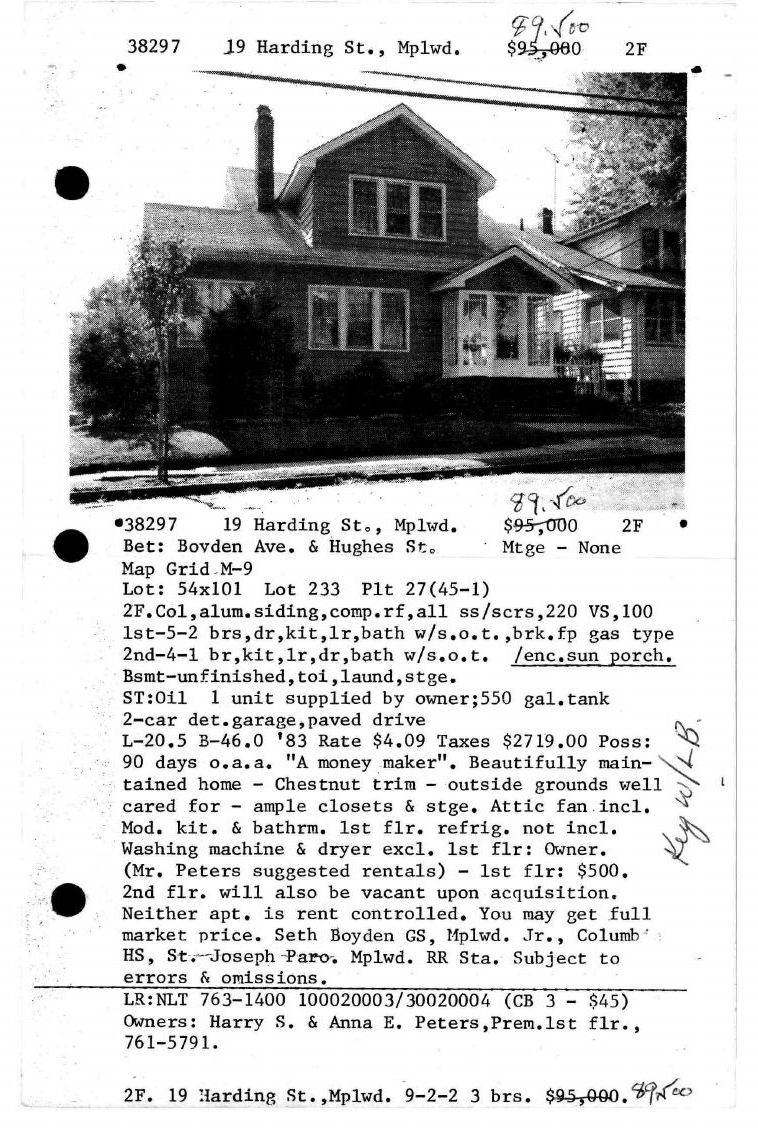 89,500
38297 19 Harding St., Mplwd. $95,000 2F
89,500
38297 19 Harding St., Mplwd. $95,000 2F
Bet: Boyden Ave. & Hughes St. Mtge - None
Map Grid M-9
Lot: 54x101 Lot 233 Plt 27(45-1)
2F.Col,alum.siding,comp.rf,all ss/scrs,220 VS,100
1st-5-2 brs,dr,kit,lr,bath w/s.o.t.,brk.fp gas type
2nd-4-1 br,kit,lr,dr,bath w/s.o.t. /enc.sun porch.
Bsmt-unfinished,toi,laund,stge.
ST:Oil 1 unit supplied by owner;550 gal.tank
2-car det.garage,paved drive
L-20.5 B-46.0 '83 Rate $4.09 Taxes $2719.00 Poss:
90 days o.a.a. "A money maker". Beautifully main-
tained home - Chestnut trim - outside grounds well
cared for - ample closets & stge. Attic fan incl.
Mod. kit. & bathrm. 1st flr. refrig. not incl.
Washing machine & dryer excl. 1st flr: Owner.
(Mr. Peters suggested rentals) - 1st flr: $500.
2nd flr. will also be vacant upon acquisition.
Neither apt. is rent controlled. You may get full
market price. Seth Boyden GS, Mplwd. Jr., Columb
HS, St. Joseph Paro. Mplwd. RR Sta. Subject to
errors & omissions.
Key w/LB.
LR:NLT 763-1400 100020003/30020004 (CB 3 - $45)
Owners: Harry S. & Anna E. Peters,Prem.1st flr.,
761-5791.
2F. 19 Harding St.,Mplwd. 9-2-2 3 brs. $95,000. 89,500